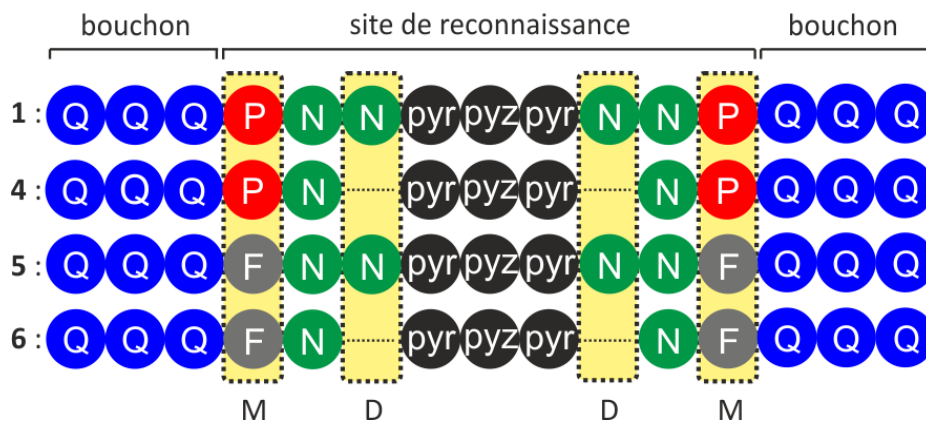 bouchon site de reconnaissance bouchon
1 : Q Q Q P N N pyr pyz pyr N N P Q Q Q
4 : Q Q Q P N pyr pyz pyr N P Q Q Q
5 : Q Q Q F N N pyr pyz pyr N N F Q Q Q
6 : Q Q Q F N pyr pyz pyr N F Q Q Q
M D D M